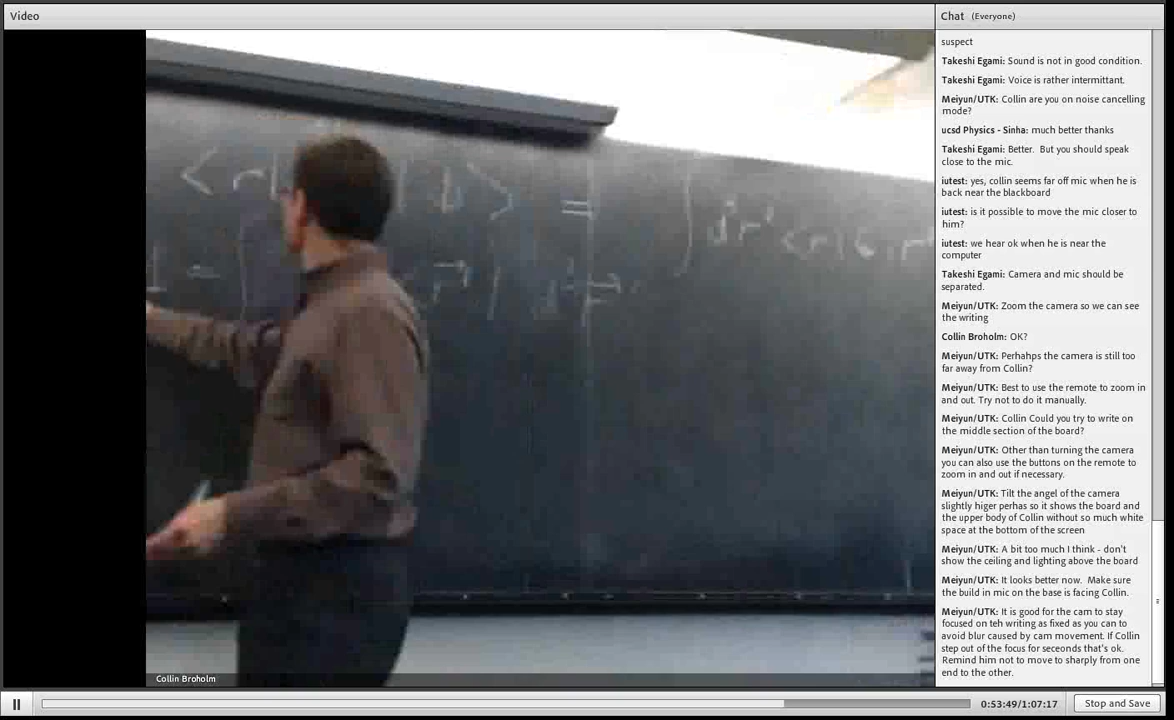 Video
Chat (Everyone)
suspect
Takeshi Egami: Sound is not in good condition.
Takeshi Egami: Voice is rather intermittant.
Meiyun/UTK: Collin are you on noise cancelling
mode?
ucsd Physics - Sinha: much better thanks
Takeshi Egami: Better. But you should speak
close to the mic.
iutest: yes, collin seems far off mic when he is
back near the blackboard
iutest: is it possible to move the mic closer to
him?
iutest: we hear ok when he is near the
computer
Takeshi Egami: Camera and mic should be
separated.
Meiyun/UTK: Zoom the camera so we can see
the writing
Collin Broholm: OK?
Meiyun/UTK: Perhahps the camera is still too
far away from Collin?
Meiyun/UTK: Best to use the remote to zoom in
and out. Try not to do it manually.
Meiyun/UTK: Collin Could you try to write on
the middle section of the board?
Meiyun/UTK: Other than turning the camera
you can also use the buttons on the remote to
zoom in and out if necessary.
Meiyun/UTK: Tilt the angel of the camera
slightly higer perhas so it shows the board and
the upper body of Collin without so much white
space at the bottom of the screen
Meiyun/UTK: A bit too much I think - don't
show the ceiling and lighting above the board
Meiyun/UTK: It looks better now. Make sure
the build in mic on the base is facing Collin.
Meiyun/UTK: It is good for the cam to stay
focused on teh writing as fixed as you can to
avoid blur caused by cam movement. If Collin
step out of the focus for seceonds that's ok.
Remind him not to move to sharply from one
end to the other.
Collin Broholm
0:53:49/1:07:17
Stop and Save